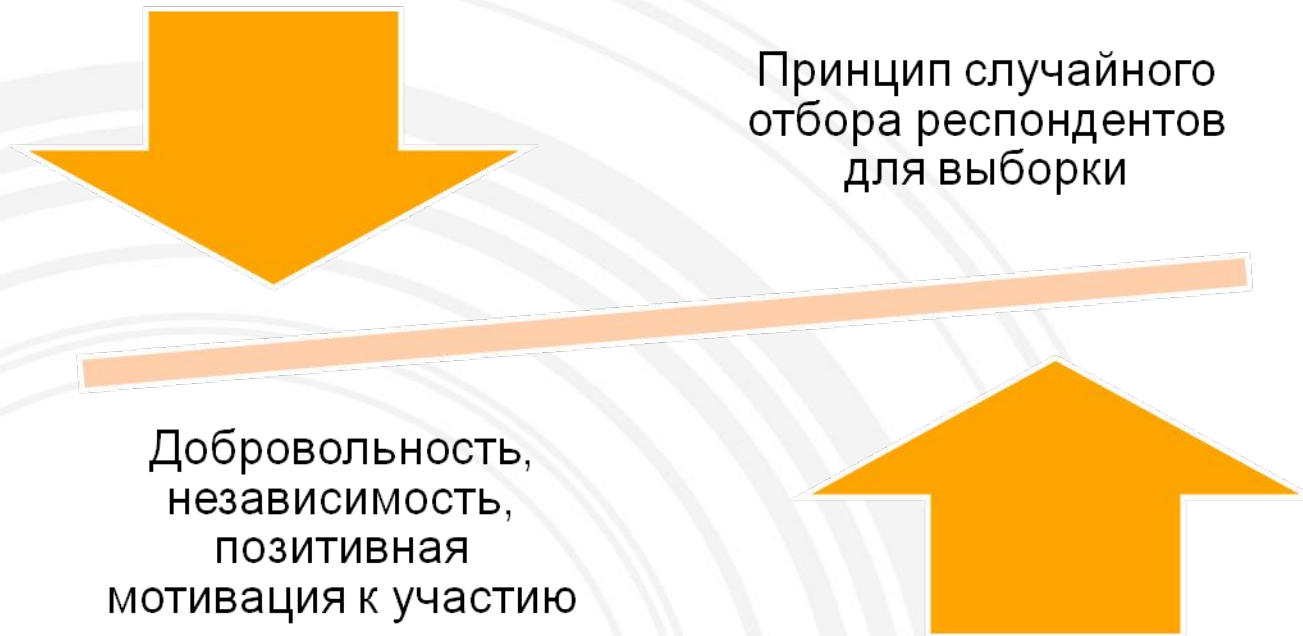 Принцип случайного
отбора респондентов
для выборки
Добровольность,
независимость,
позитивная
мотивация к участию